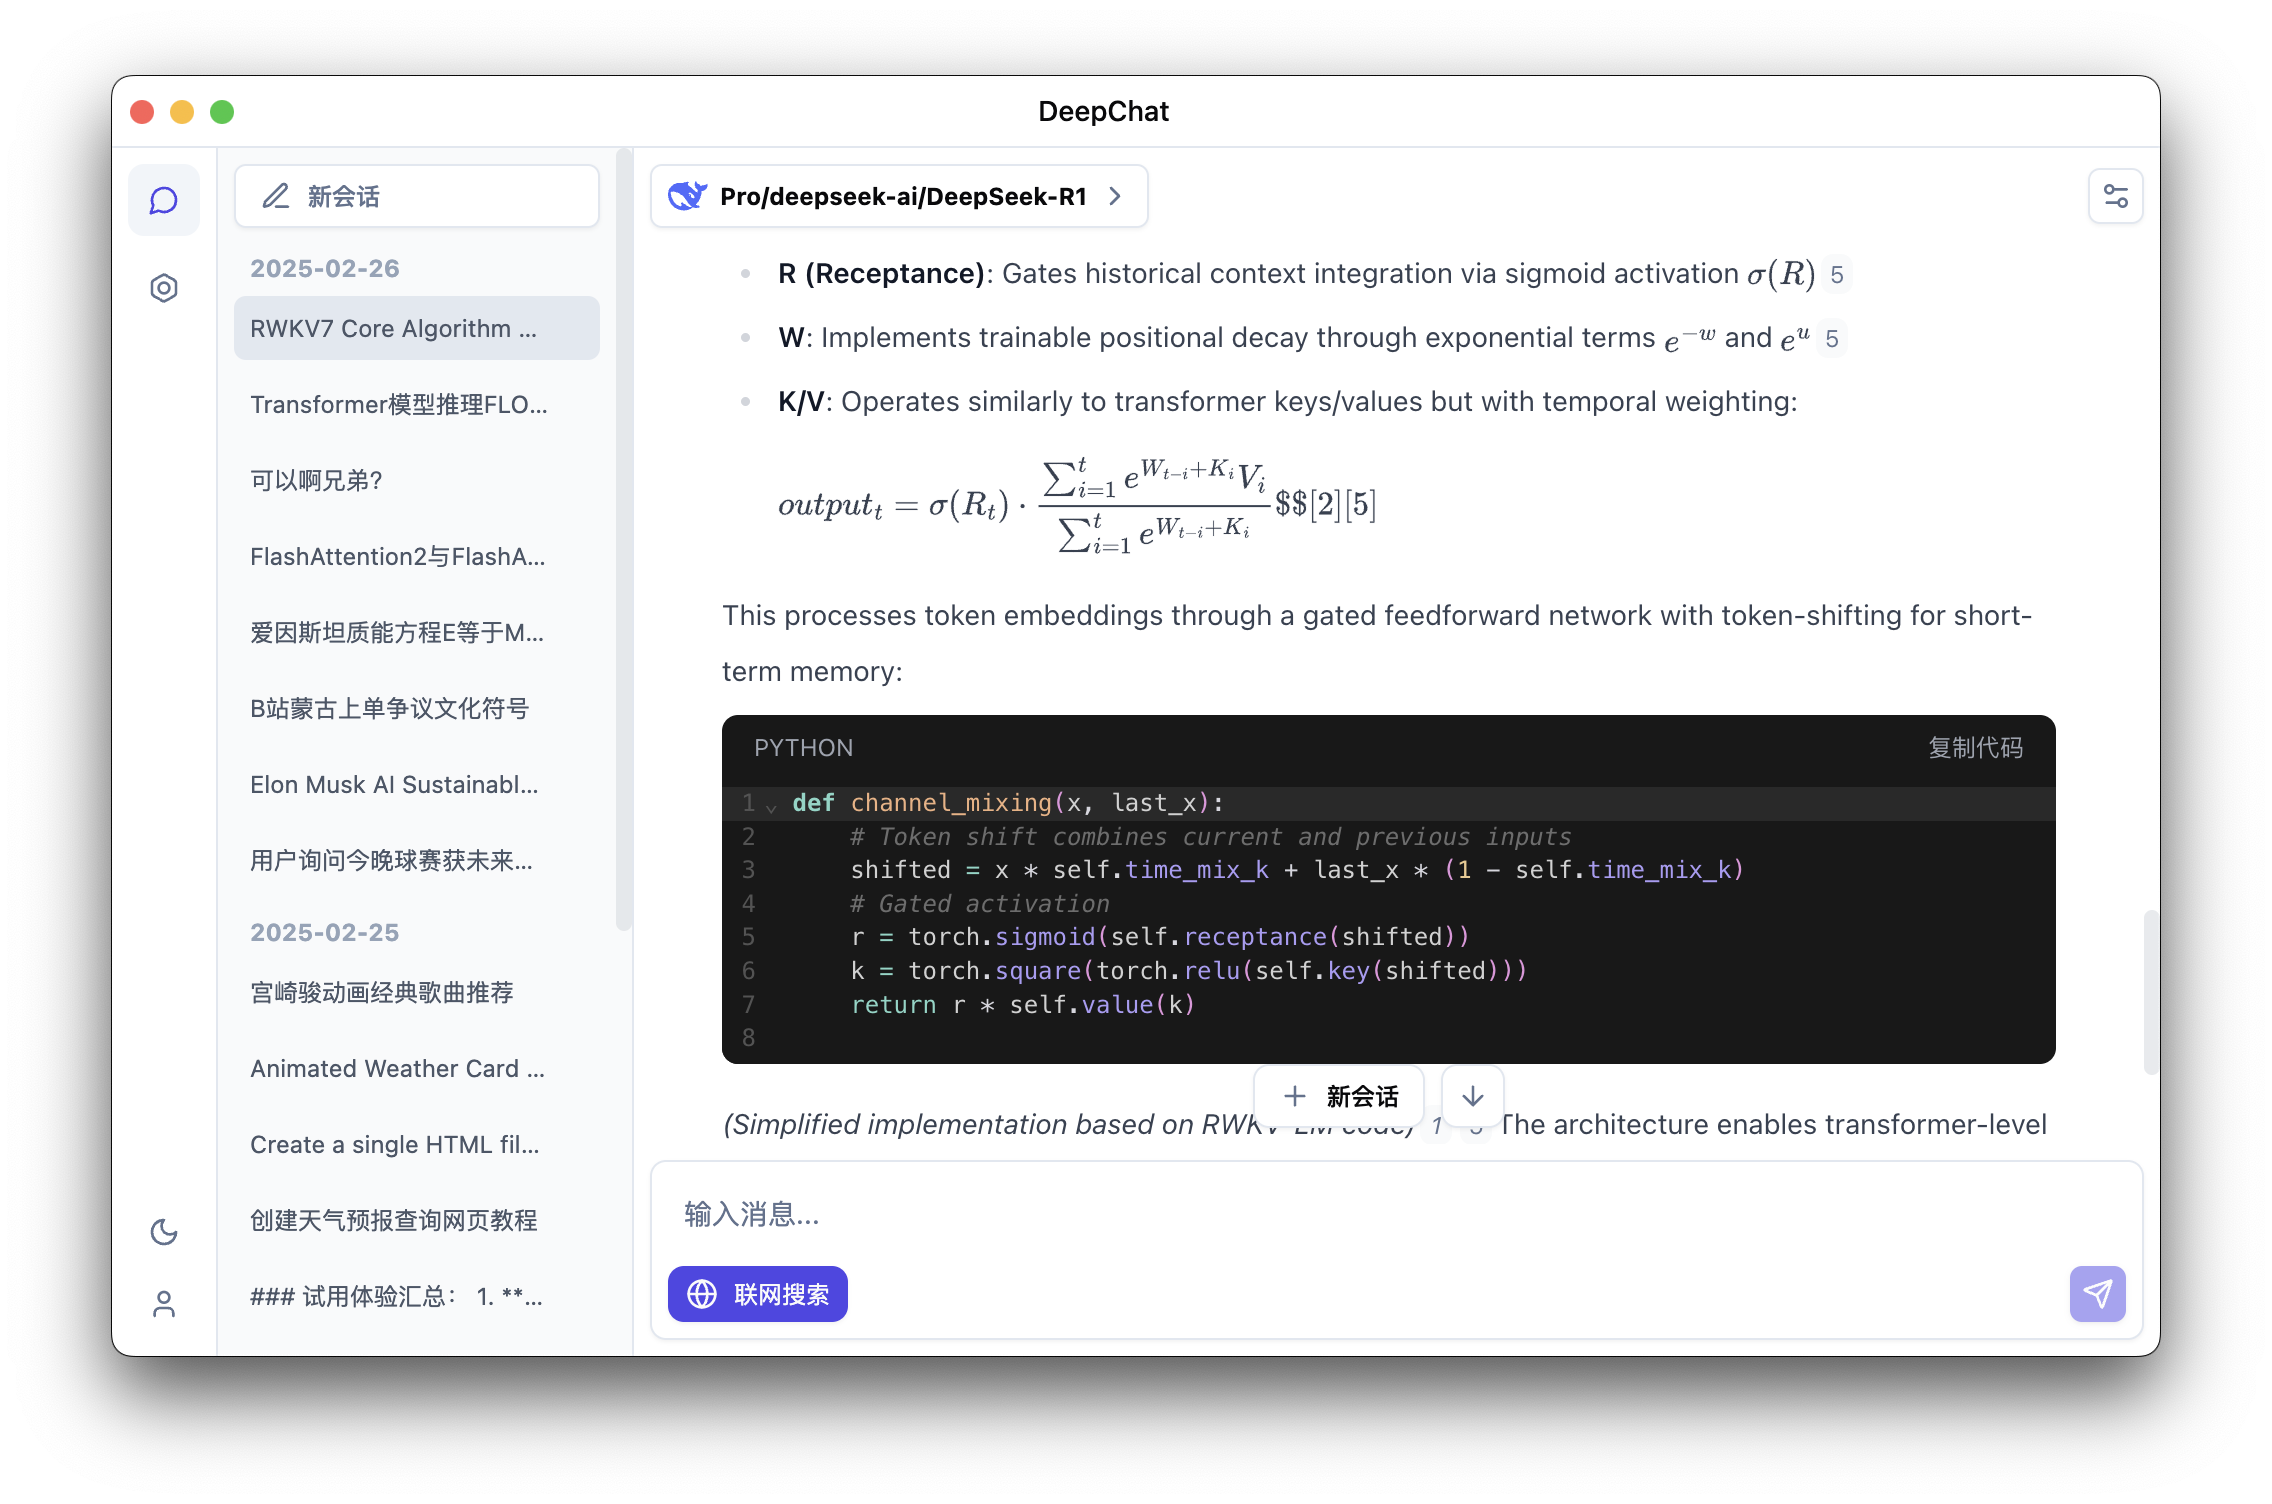 DeepChat
新会话
2025-02-26
RWKV7 Core Algorithm ...
Transformer模型推理FLO...
可以啊兄弟?
FlashAttention2与FlashA...
爱因斯坦质能方程E等于M...
B站蒙古上单争议文化符号
Elon Musk AI Sustainabl...
用户询问今晚球赛获未来...
2025-02-25
宫崎骏动画经典歌曲推荐
Animated Weather Card ...
Create a single HTML fil...
创建天气预报查询网页教程
### 试用体验汇总： 1. **...
Pro/deepseek-ai/DeepSeek-R1
R (Receptance): Gates historical context integration via sigmoid activation σ(R) 5
W: Implements trainable positional decay through exponential terms e^{-w} and e^{u} 5
K/V: Operates similarly to transformer keys/values but with temporal weighting:
output_t = σ(R_t) · \frac{\sum_{i=1}^{t} e^{W_{t-i}+K_i} V_i}{\sum_{i=1}^{t} e^{W_{t-i}+K_i}}$$[2][5]
This processes token embeddings through a gated feedforward network with token-shifting for short-
term memory:
PYTHON 复制代码
1 def channel_mixing(x, last_x):
2 # Token shift combines current and previous inputs
3 shifted = x * self.time_mix_k + last_x * (1 - self.time_mix_k)
4 # Gated activation
5 r = torch.sigmoid(self.receptance(shifted))
6 k = torch.square(torch.relu(self.key(shifted)))
7 return r * self.value(k)
8
新会话
(Simplified implementation based on RWKV-LM code) 1 The architecture enables transformer-level
输入消息...
联网搜索